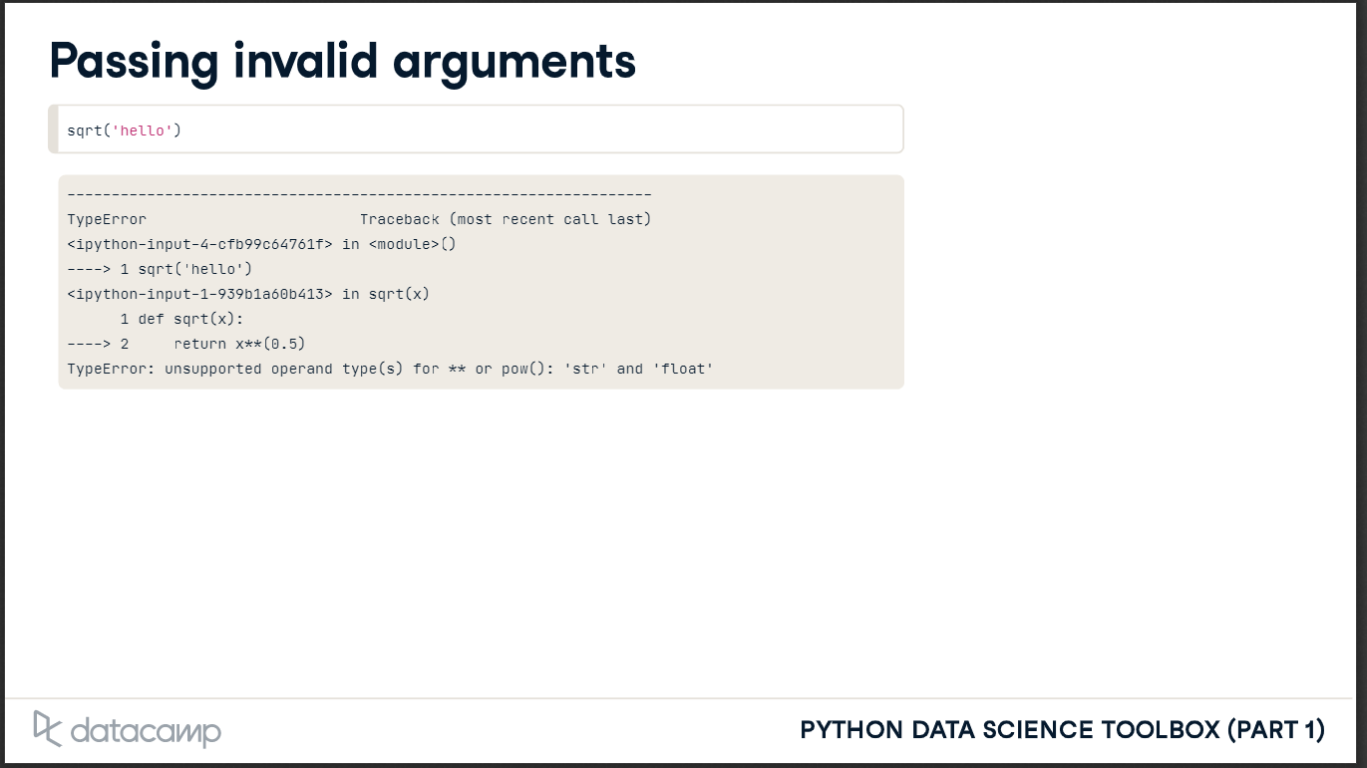 Passing invalid arguments
sqrt('hello')
------------------------------------------------------------------
TypeError                        Traceback (most recent call last)
<ipython-input-4-cfb99c64761f> in <module>()
----> 1 sqrt('hello')
<ipython-input-1-939b1a60b413> in sqrt(x)
      1 def sqrt(x):
----> 2     return x**(0.5)
TypeError: unsupported operand type(s) for ** or pow(): 'str' and 'float'
datacamp
PYTHON DATA SCIENCE TOOLBOX (PART 1)